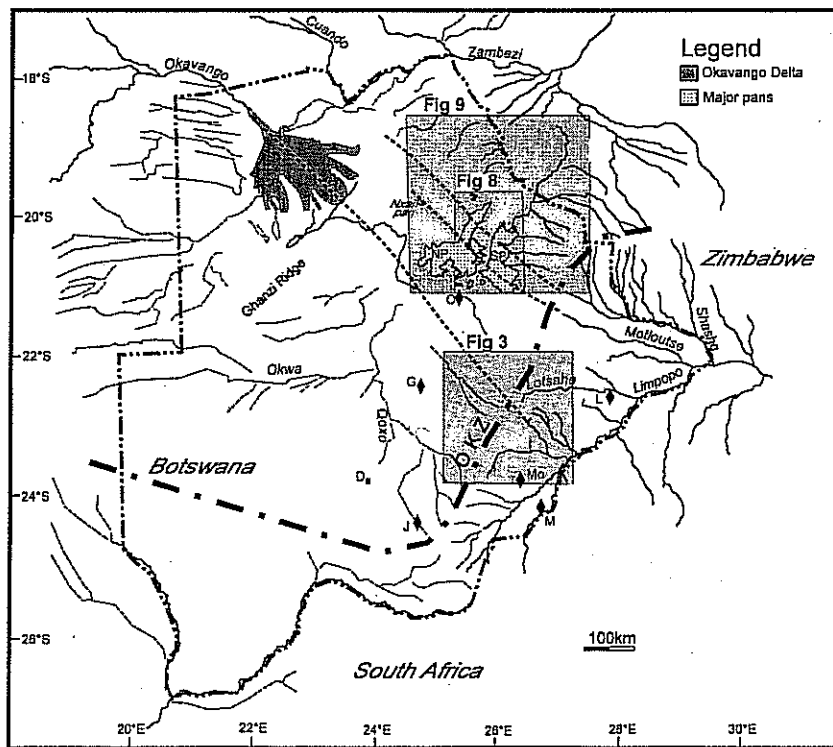 Legend
Okavango Delta
Major pans
Cuando
Zambezi
Okavango
18°S
Fig 9
Fig 8
20°S
NP
SP
Zimbabwe
Ghanzi Ridge
O
Motloutse
Shashe
22°S
Fig 3
Okwa
G
Lotsane
Limpopo
L
Qoxo
O.K.Z
Botswana
D
Mo
24°S
J
M
26°S
100km
South Africa
20°E
22°E
24°E
26°E
28°E
30°E